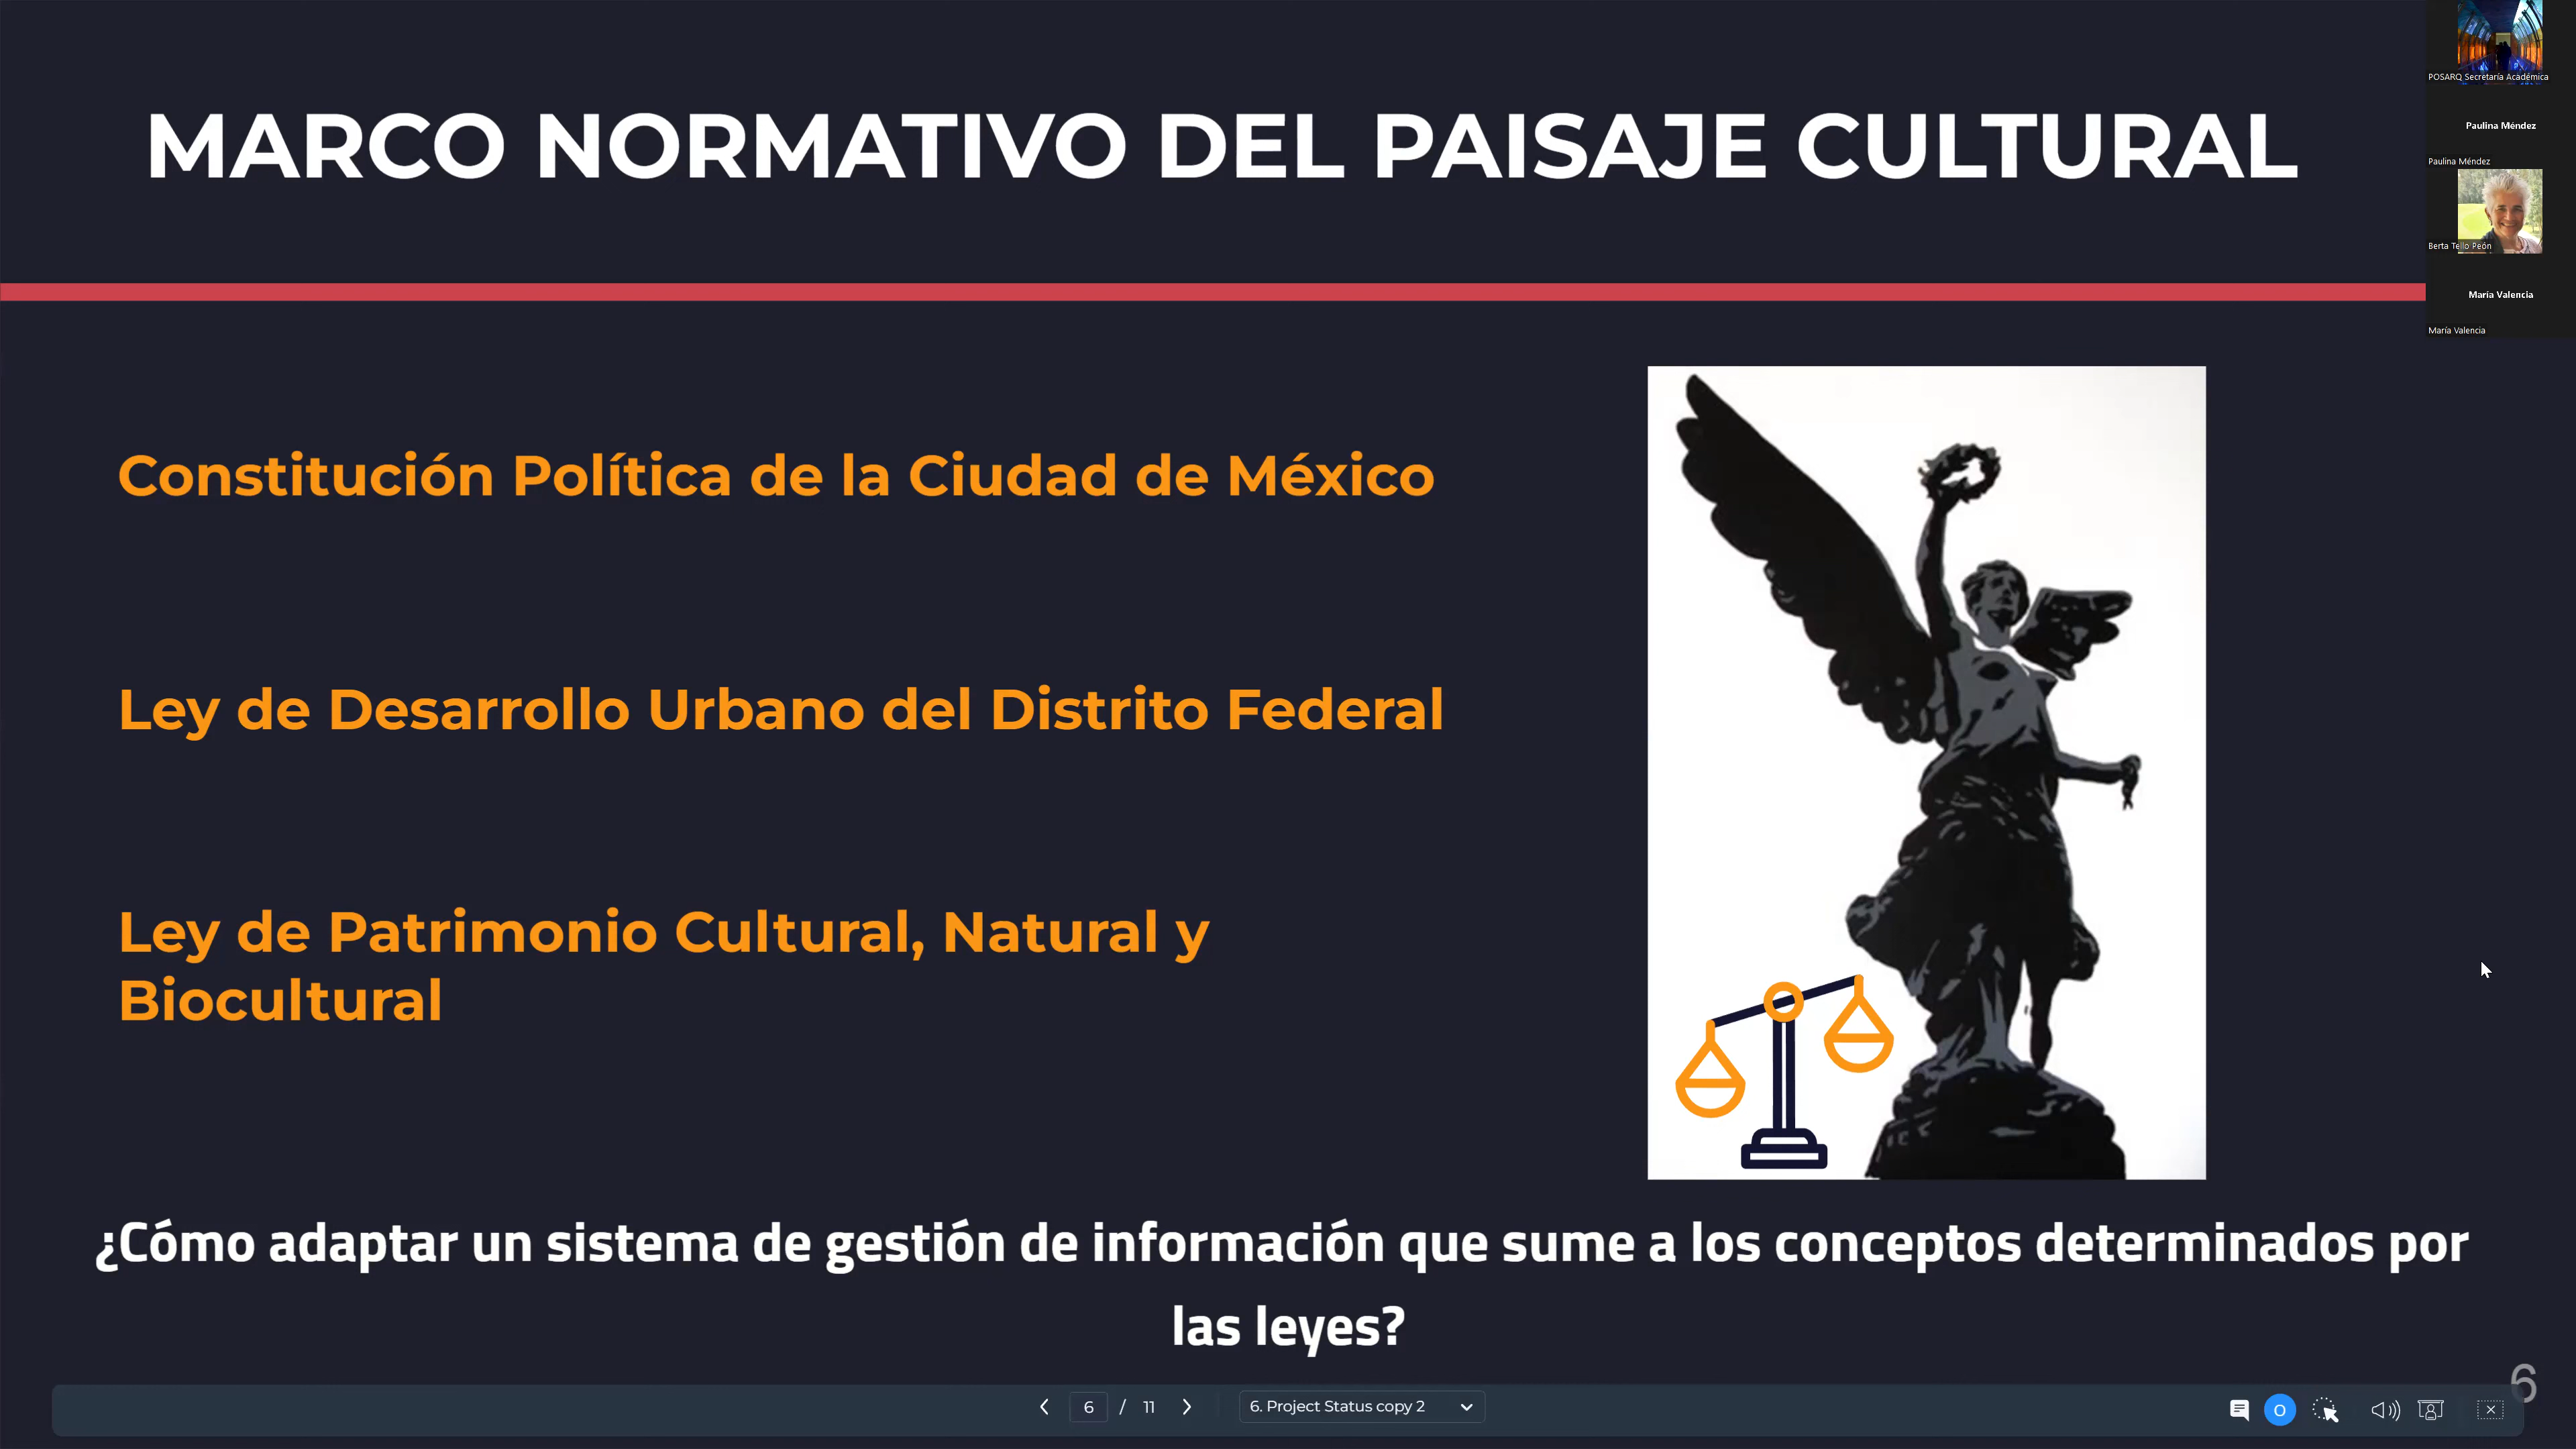 MARCO NORMATIVO DEL PAISAJE CULTURAL
Constitución Política de la Ciudad de México
Ley de Desarrollo Urbano del Distrito Federal
Ley de Patrimonio Cultural, Natural y
Biocultural
¿Cómo adaptar un sistema de gestión de información que sume a los conceptos determinados por
las leyes?
6
6 / 11
6. Project Status copy 2
O
POSARQ Secretaría Académica
Paulina Méndez
Paulina Méndez
Berta Tello Peón
María Valencia
María Valencia